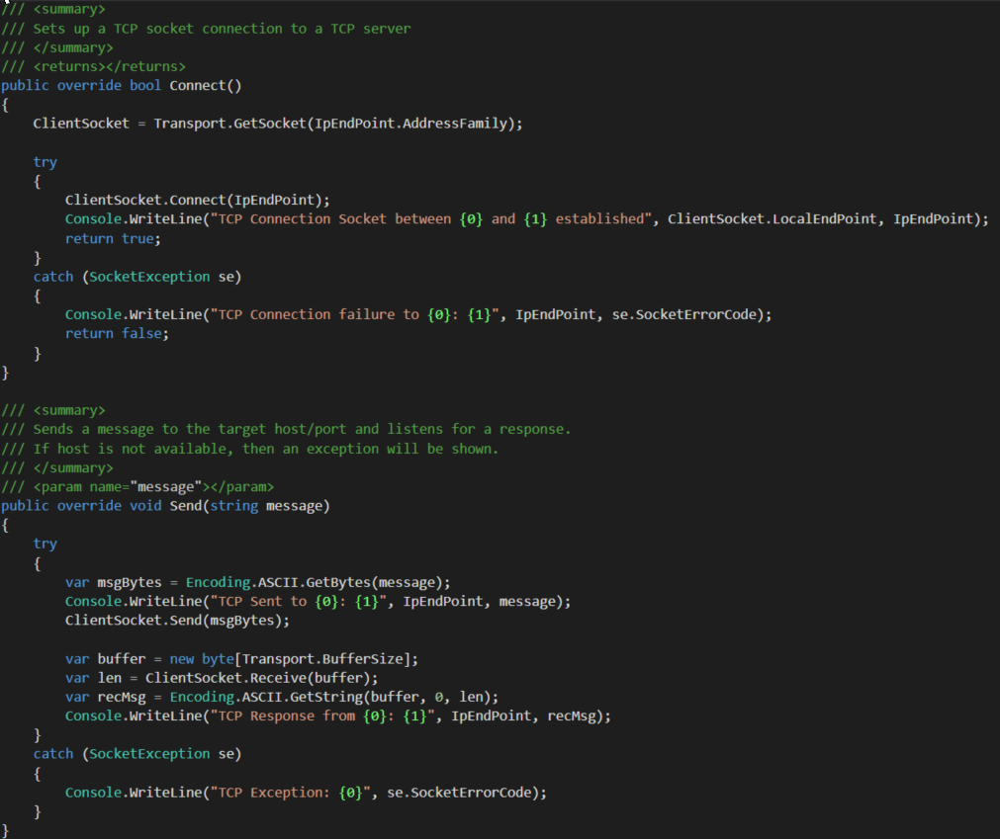 /// <summary>
/// Sets up a TCP socket connection to a TCP server
/// </summary>
/// <returns></returns>
public override bool Connect()
{
    ClientSocket = Transport.GetSocket(IpEndPoint.AddressFamily);

    try
    {
        ClientSocket.Connect(IpEndPoint);
        Console.WriteLine("TCP Connection Socket between {0} and {1} established", ClientSocket.LocalEndPoint, IpEndPoint);
        return true;
    }
    catch (SocketException se)
    {
        Console.WriteLine("TCP Connection failure to {0}: {1}", IpEndPoint, se.SocketErrorCode);
        return false;
    }
}

/// <summary>
/// Sends a message to the target host/port and listens for a response.
/// If host is not available, then an exception will be shown.
/// </summary>
/// <param name="message"></param>
public override void Send(string message)
{
    try
    {
        var msgBytes = Encoding.ASCII.GetBytes(message);
        Console.WriteLine("TCP Sent to {0}: {1}", IpEndPoint, message);
        ClientSocket.Send(msgBytes);

        var buffer = new byte[Transport.BufferSize];
        var len = ClientSocket.Receive(buffer);
        var recMsg = Encoding.ASCII.GetString(buffer, 0, len);
        Console.WriteLine("TCP Response from {0}: {1}", IpEndPoint, recMsg);
    }
    catch (SocketException se)
    {
        Console.WriteLine("TCP Exception: {0}", se.SocketErrorCode);
    }
}